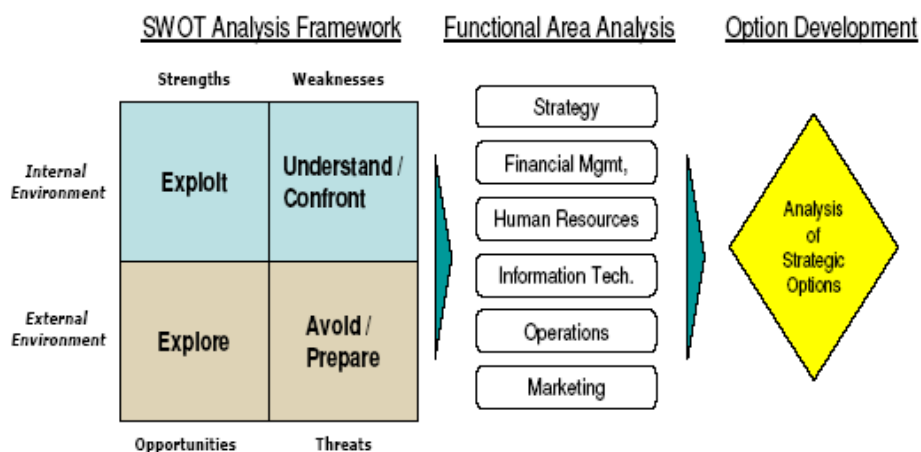 SWOT Analysis Framework
Functional Area Analysis
Option Development
Strengths
Weaknesses
Internal
Environment
Exploit
Understand /
Confront
External
Environment
Explore
Avoid /
Prepare
Opportunities
Threats
Strategy
Financial Mgmt,
Human Resources
Information Tech.
Operations
Marketing
Analysis
of
Strategic
Options